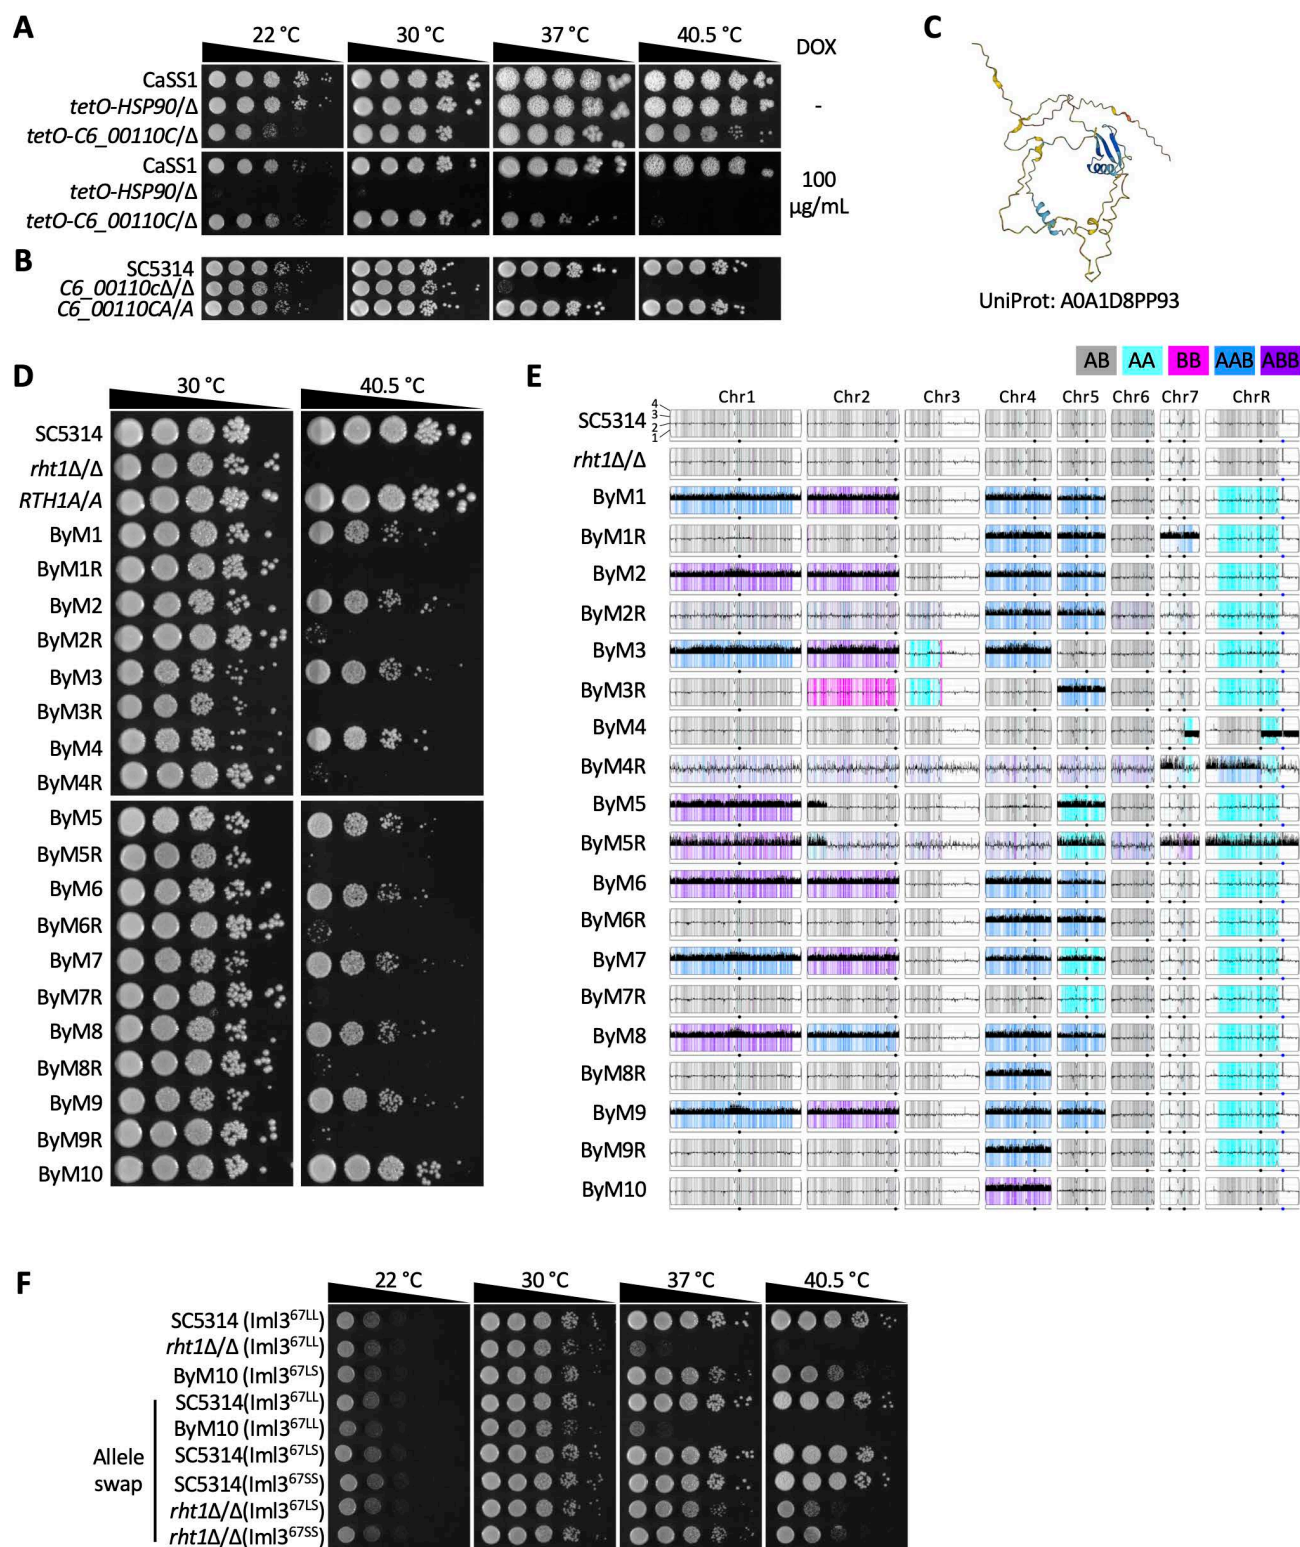 A
22 °C 30 °C 37 °C 40.5 °C DOX
CaSS1
tetO-HSP90/Δ
tetO-C6_00110C/Δ
-
CaSS1
tetO-HSP90/Δ
tetO-C6_00110C/Δ
100
µg/mL
B
SC5314
C6_00110cΔ/Δ
C6_00110CA/A
C
UniProt: A0A1D8PP93
D
30 °C 40.5 °C
SC5314
rht1Δ/Δ
RTH1A/A
ByM1
ByM1R
ByM2
ByM2R
ByM3
ByM3R
ByM4
ByM4R
ByM5
ByM5R
ByM6
ByM6R
ByM7
ByM7R
ByM8
ByM8R
ByM9
ByM9R
ByM10
E
AB AA BB AAB ABB
Chr1 Chr2 Chr3 Chr4 Chr5 Chr6 Chr7 ChrR
4
3
2
1
SC5314
rht1Δ/Δ
ByM1
ByM1R
ByM2
ByM2R
ByM3
ByM3R
ByM4
ByM4R
ByM5
ByM5R
ByM6
ByM6R
ByM7
ByM7R
ByM8
ByM8R
ByM9
ByM9R
ByM10
F
22 °C 30 °C 37 °C 40.5 °C
SC5314 (Iml3⁶⁷ᴸᴸ)
rht1Δ/Δ (Iml3⁶⁷ᴸᴸ)
ByM10 (Iml3⁶⁷ᴸˢ)
Allele
swap
SC5314(Iml3⁶⁷ᴸᴸ)
ByM10 (Iml3⁶⁷ᴸᴸ)
SC5314(Iml3⁶⁷ᴸˢ)
SC5314(Iml3⁶⁷ˢˢ)
rht1Δ/Δ(Iml3⁶⁷ᴸˢ)
rht1Δ/Δ(Iml3⁶⁷ˢˢ)